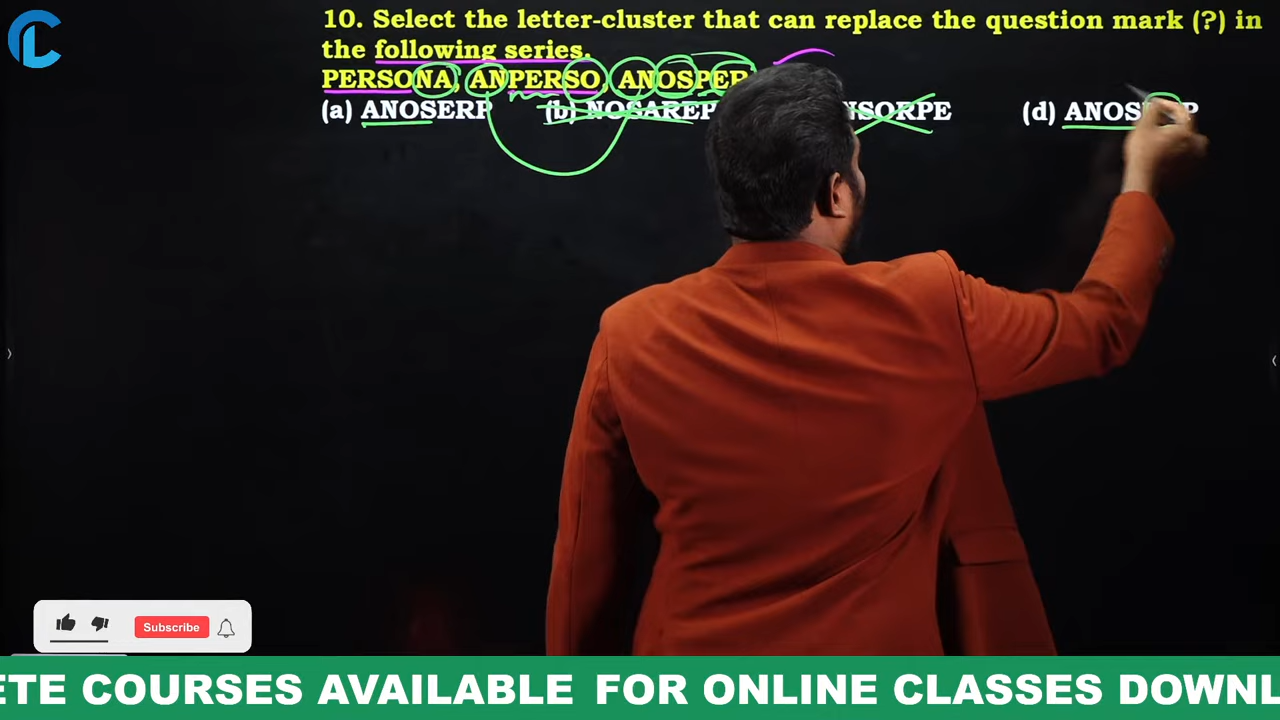 10. Select the letter-cluster that can replace the question mark (?) in
the following series.
PERSONA, ANPERSO, ANOSPER
(a) ANOSERP (b) NOSAREP NSORPE (d)
Subscribe
ETE COURSES AVAILABLE FOR ONLINE CLASSES DOWNL